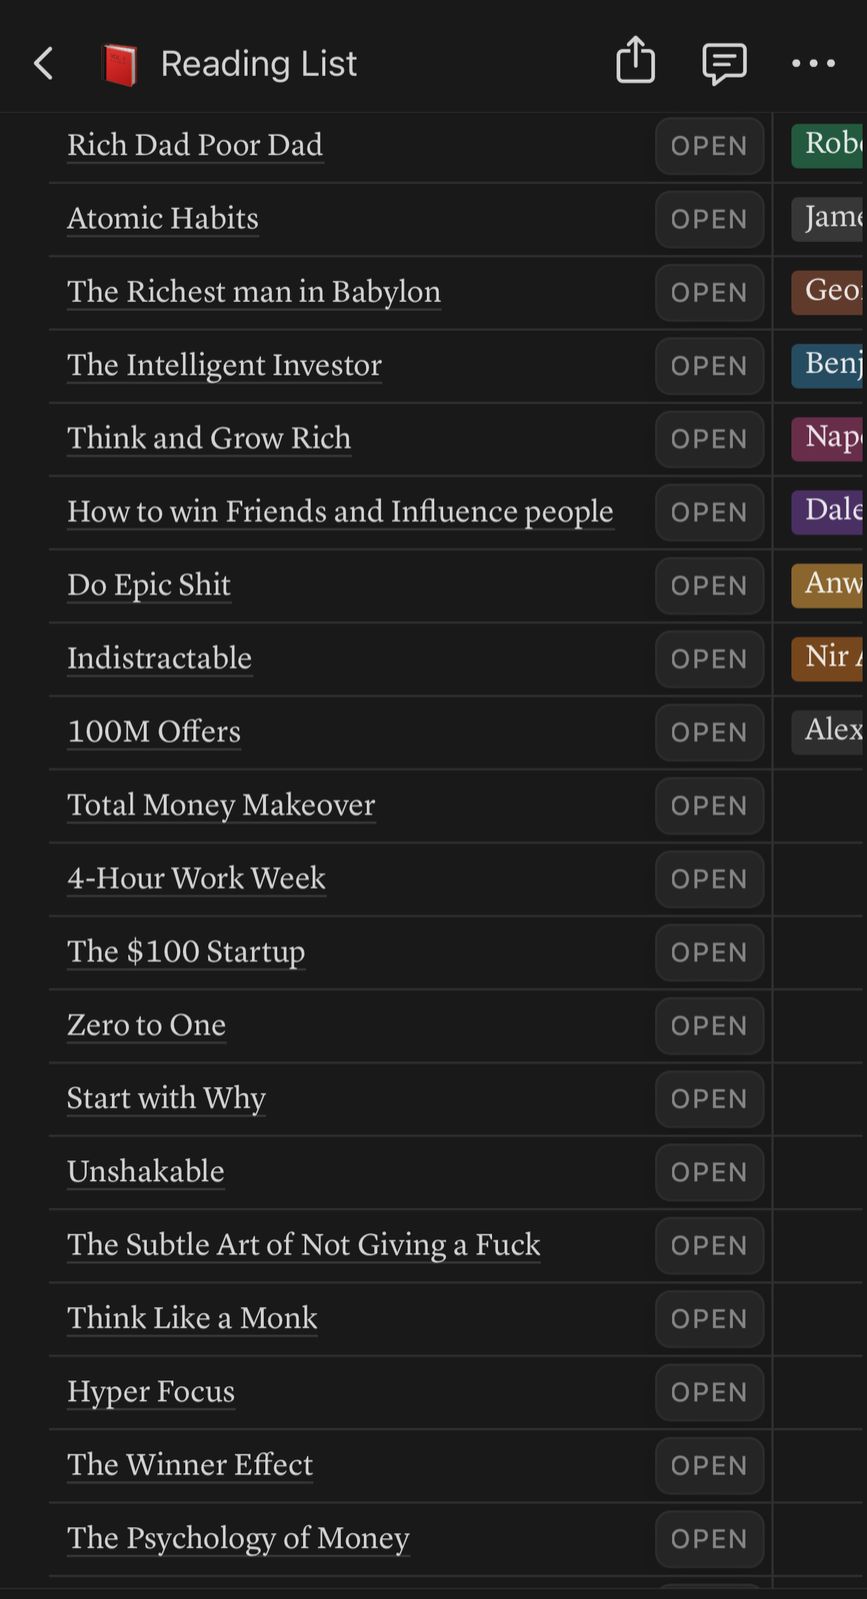 Reading List
Rich Dad Poor Dad OPEN Rob
Atomic Habits OPEN Jame
The Richest man in Babylon OPEN Geo
The Intelligent Investor OPEN Benj
Think and Grow Rich OPEN Nap
How to win Friends and Influence people OPEN Dale
Do Epic Shit OPEN Anw
Indistractable OPEN Nir
100M Offers OPEN Alex
Total Money Makeover OPEN
4-Hour Work Week OPEN
The $100 Startup OPEN
Zero to One OPEN
Start with Why OPEN
Unshakable OPEN
The Subtle Art of Not Giving a Fuck OPEN
Think Like a Monk OPEN
Hyper Focus OPEN
The Winner Effect OPEN
The Psychology of Money OPEN